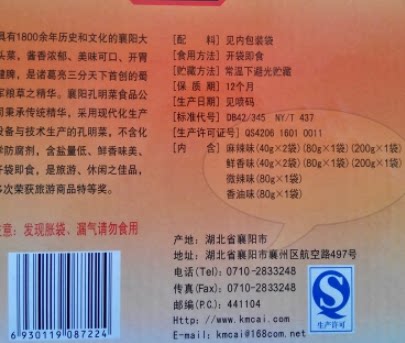 具有1800余年历史和文化的襄阳大
头菜，酱香浓郁、美味可口、开胃
健脾，是诸葛亮三分天下首创的蜀
军粮草之精华。襄阳孔明菜食品公
司秉承传统精华，采用现代化生产
设备与技术生产的孔明菜，不含化
学防腐剂，含盐量低、鲜香味美、
开袋即食，是旅游、休闲之佳品，
多次荣获旅游商品特等奖。
注意：发现胀袋、漏气请勿食用
6 930119 087224
[配 料] 见内包装袋
[食用方法] 开袋即食
[贮藏方法] 常温下避光贮藏
[保 质 期] 12个月
[生产日期] 见喷码
[标准代号] DB42/345 NY/T 437
[生产许可证号] QS4206 1601 0011
[内 含] 麻辣味(40g×2袋)(80g×1袋)(200g×1袋)
鲜香味(40g×2袋)(80g×1袋)(200g×1袋)
微辣味(80g×1袋)
香油味(80g×1袋)
产地：湖北省襄阳市
地址：湖北省襄阳市襄州区航空路497号
电话(Tel)：0710-2833248
传真(Fax)：0710-2833248
邮编(P.C)：441104
Http://www.kmcai.com
E-mail：kmcai@168com.net
QS
生产许可